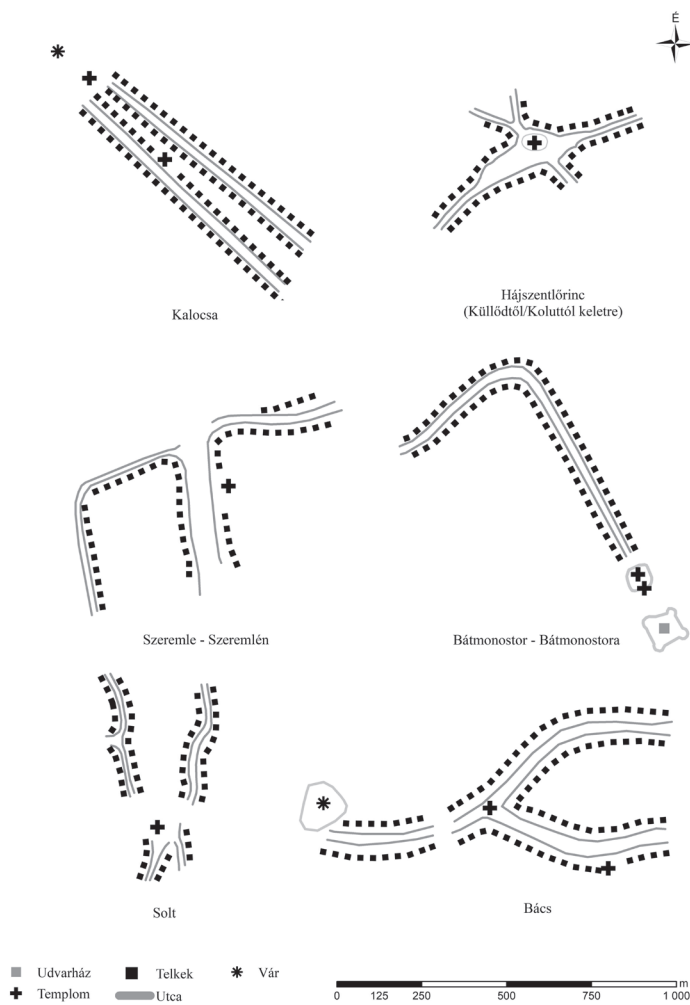 É
Kalocsa
Hájszentlőrinc
(Küllődtől/Koluttól keletre)
Szeremle - Szeremlén
Bátmonostor - Bátmonostora
Solt
Bács
Udvarház
Telkek
Vár
Templom
Utca
m
0 125 250 500 750 1 000